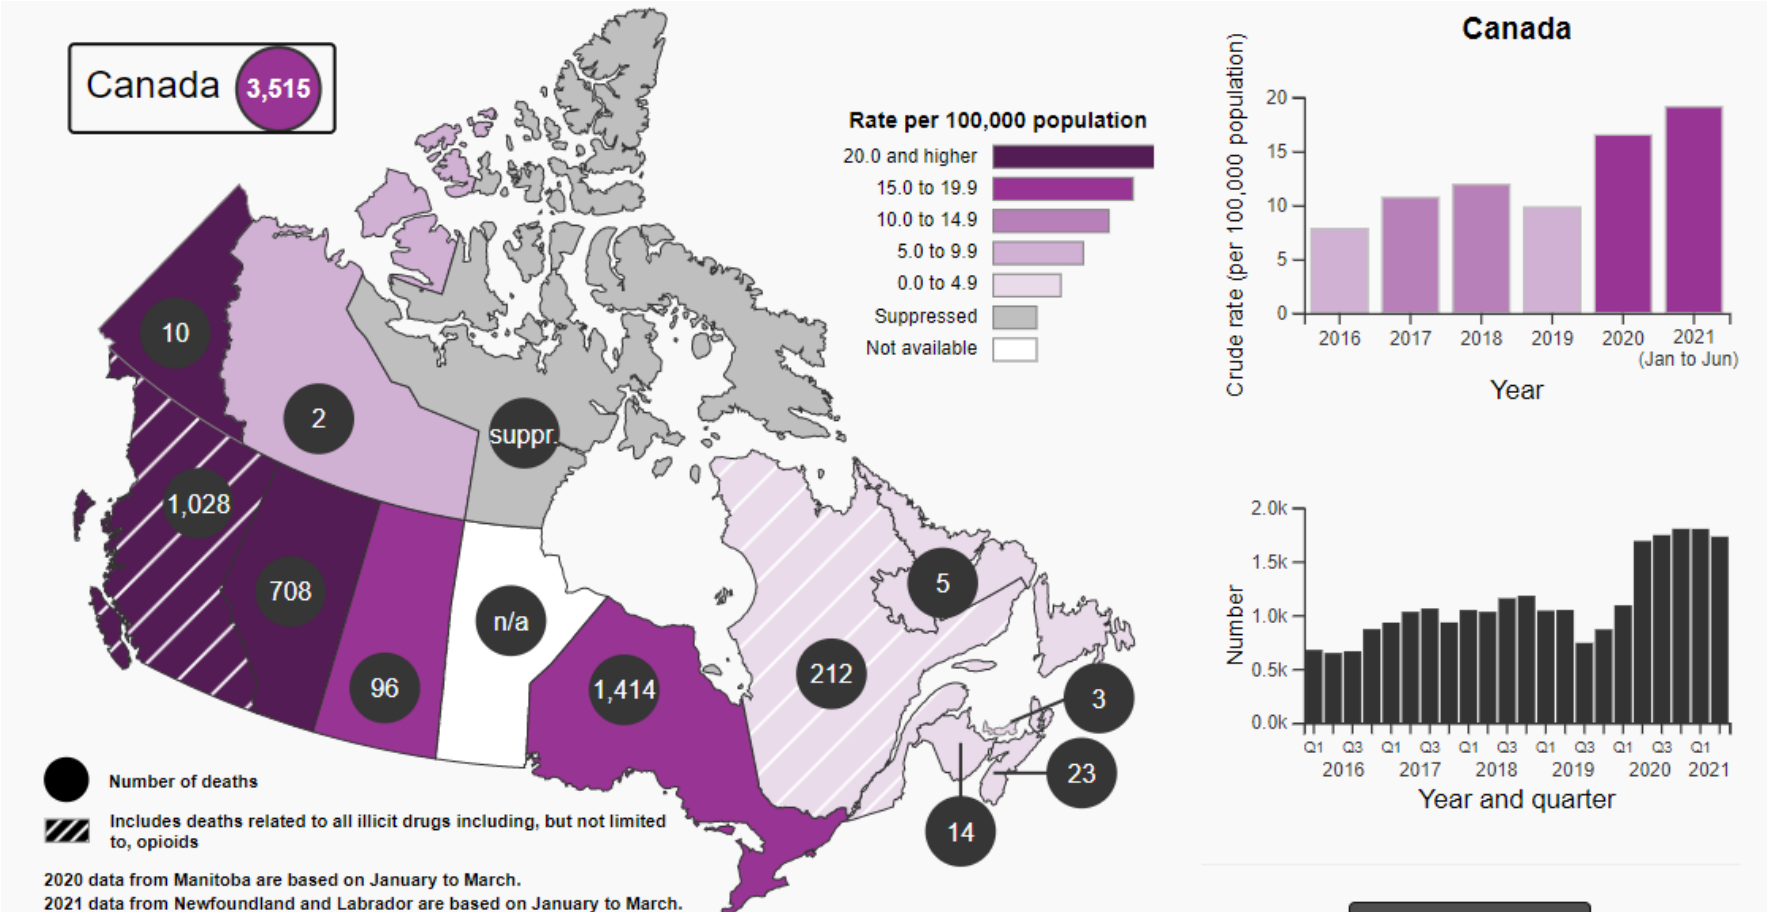 Canada 3,515
Rate per 100,000 population
20.0 and higher
15.0 to 19.9
10.0 to 14.9
5.0 to 9.9
0.0 to 4.9
Suppressed
Not available
10
2
suppr.
1,028
708
96
n/a
1,414
212
5
3
23
14
Number of deaths
Includes deaths related to all illicit drugs including, but not limited
to, opioids
2020 data from Manitoba are based on January to March.
2021 data from Newfoundland and Labrador are based on January to March.
Canada
Crude rate (per 100,000 population)
20
15
10
5
0
2016 2017 2018 2019 2020 2021
(Jan to Jun)
Year
Number
2.0k
1.5k
1.0k
0.5k
0.0k
Q1 Q3 Q1 Q3 Q1 Q3 Q1 Q3 Q1 Q3 Q1
2016 2017 2018 2019 2020 2021
Year and quarter